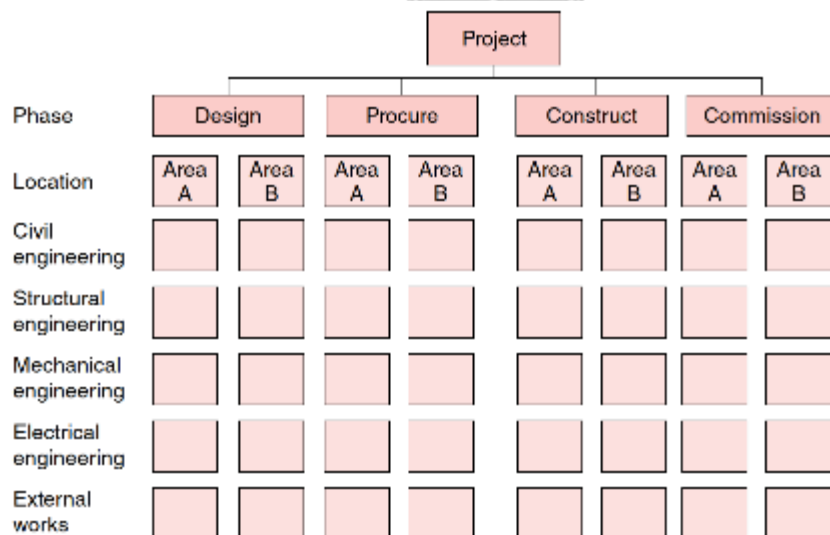 Project
Phase
Design
Procure
Construct
Commission
Location
Area
A
Area
B
Area
A
Area
B
Area
A
Area
B
Area
A
Area
B
Civil
engineering
Structural
engineering
Mechanical
engineering
Electrical
engineering
External
works